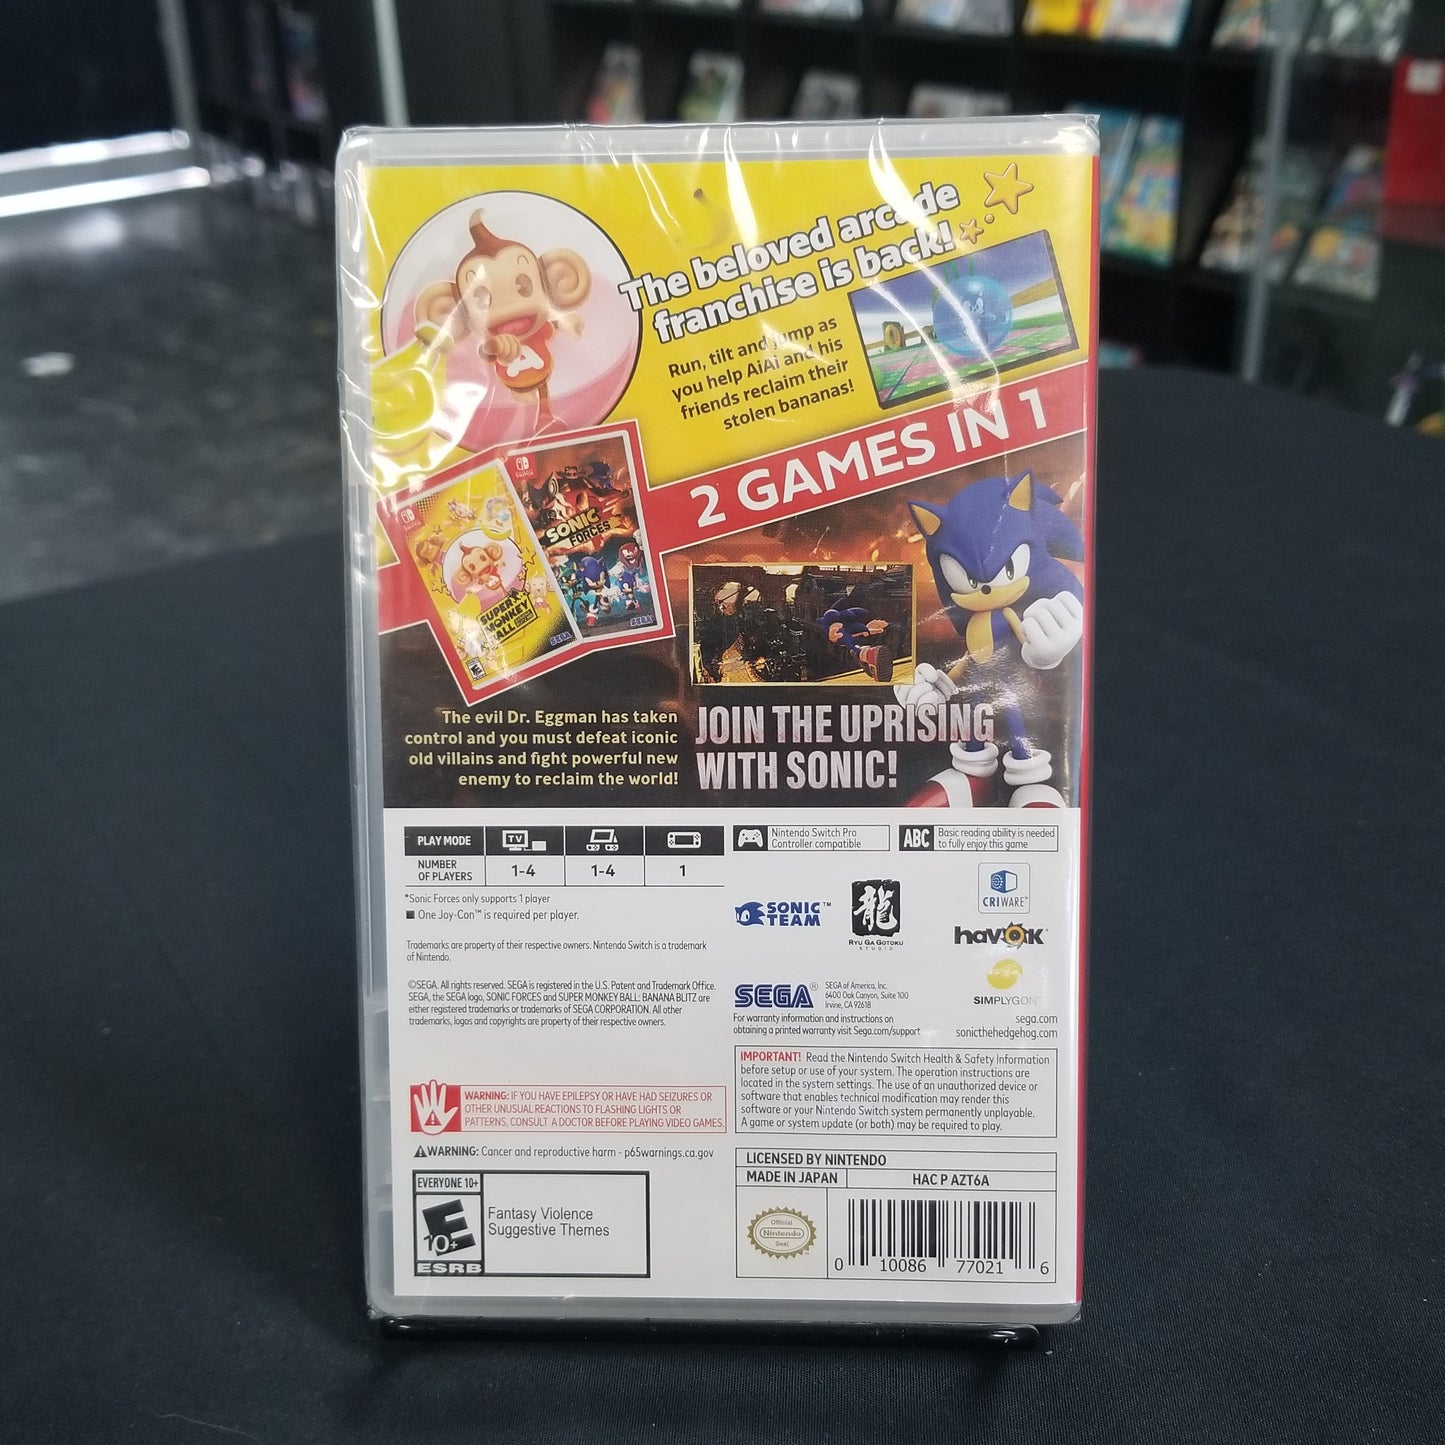 The beloved arcade
franchise is back!
Run, tilt and jump as
you help AiAi and his
friends reclaim their
stolen bananas!
A
2 GAMES IN 1
SONIC
FORCES
SUPER
MONKEY
BALL
SEGA
SEGA
The evil Dr. Eggman has taken
control and you must defeat iconic
old villains and fight powerful new
enemy to reclaim the world!
JOIN THE UPRISING
WITH SONIC!
PLAY MODE
TV
NUMBER
OF PLAYERS
1-4
1-4
1
Nintendo Switch Pro
Controller compatible
ABC
Basic reading ability is needed
to fully enjoy this game
*Sonic Forces only supports 1 player
■ One Joy-Con™ is required per player.
Trademarks are property of their respective owners. Nintendo Switch is a trademark
of Nintendo.
©SEGA. All rights reserved. SEGA is registered in the U.S. Patent and Trademark Office.
SEGA, the SEGA logo, SONIC FORCES and SUPER MONKEY BALL: BANANA BLITZ are
either registered trademarks or trademarks of SEGA CORPORATION. All other
trademarks, logos and copyrights are property of their respective owners.
SONIC
TEAM™
龍
RYU GA GOTOKU
STUDIO
CRIWARE™
havok
SIMPLYGON
SEGA®
SEGA of America, Inc.
6400 Oak Canyon, Suite 100
Irvine, CA 92618
For warranty information and instructions on
obtaining a printed warranty visit Sega.com/support
sega.com
sonicthehedgehog.com
IMPORTANT! Read the Nintendo Switch Health & Safety Information
before setup or use of your system. The operation instructions are
located in the system settings. The use of an unauthorized device or
software that enables technical modification may render this
software or your Nintendo Switch system permanently unplayable.
A game or system update (or both) may be required to play.
WARNING: IF YOU HAVE EPILEPSY OR HAVE HAD SEIZURES OR
OTHER UNUSUAL REACTIONS TO FLASHING LIGHTS OR
PATTERNS, CONSULT A DOCTOR BEFORE PLAYING VIDEO GAMES.
WARNING: Cancer and reproductive harm - p65warnings.ca.gov
EVERYONE 10+
E
10+
ESRB
Fantasy Violence
Suggestive Themes
LICENSED BY NINTENDO
MADE IN JAPAN
HAC P AZT6A
Official
Nintendo
Seal
0 10086 77021 6